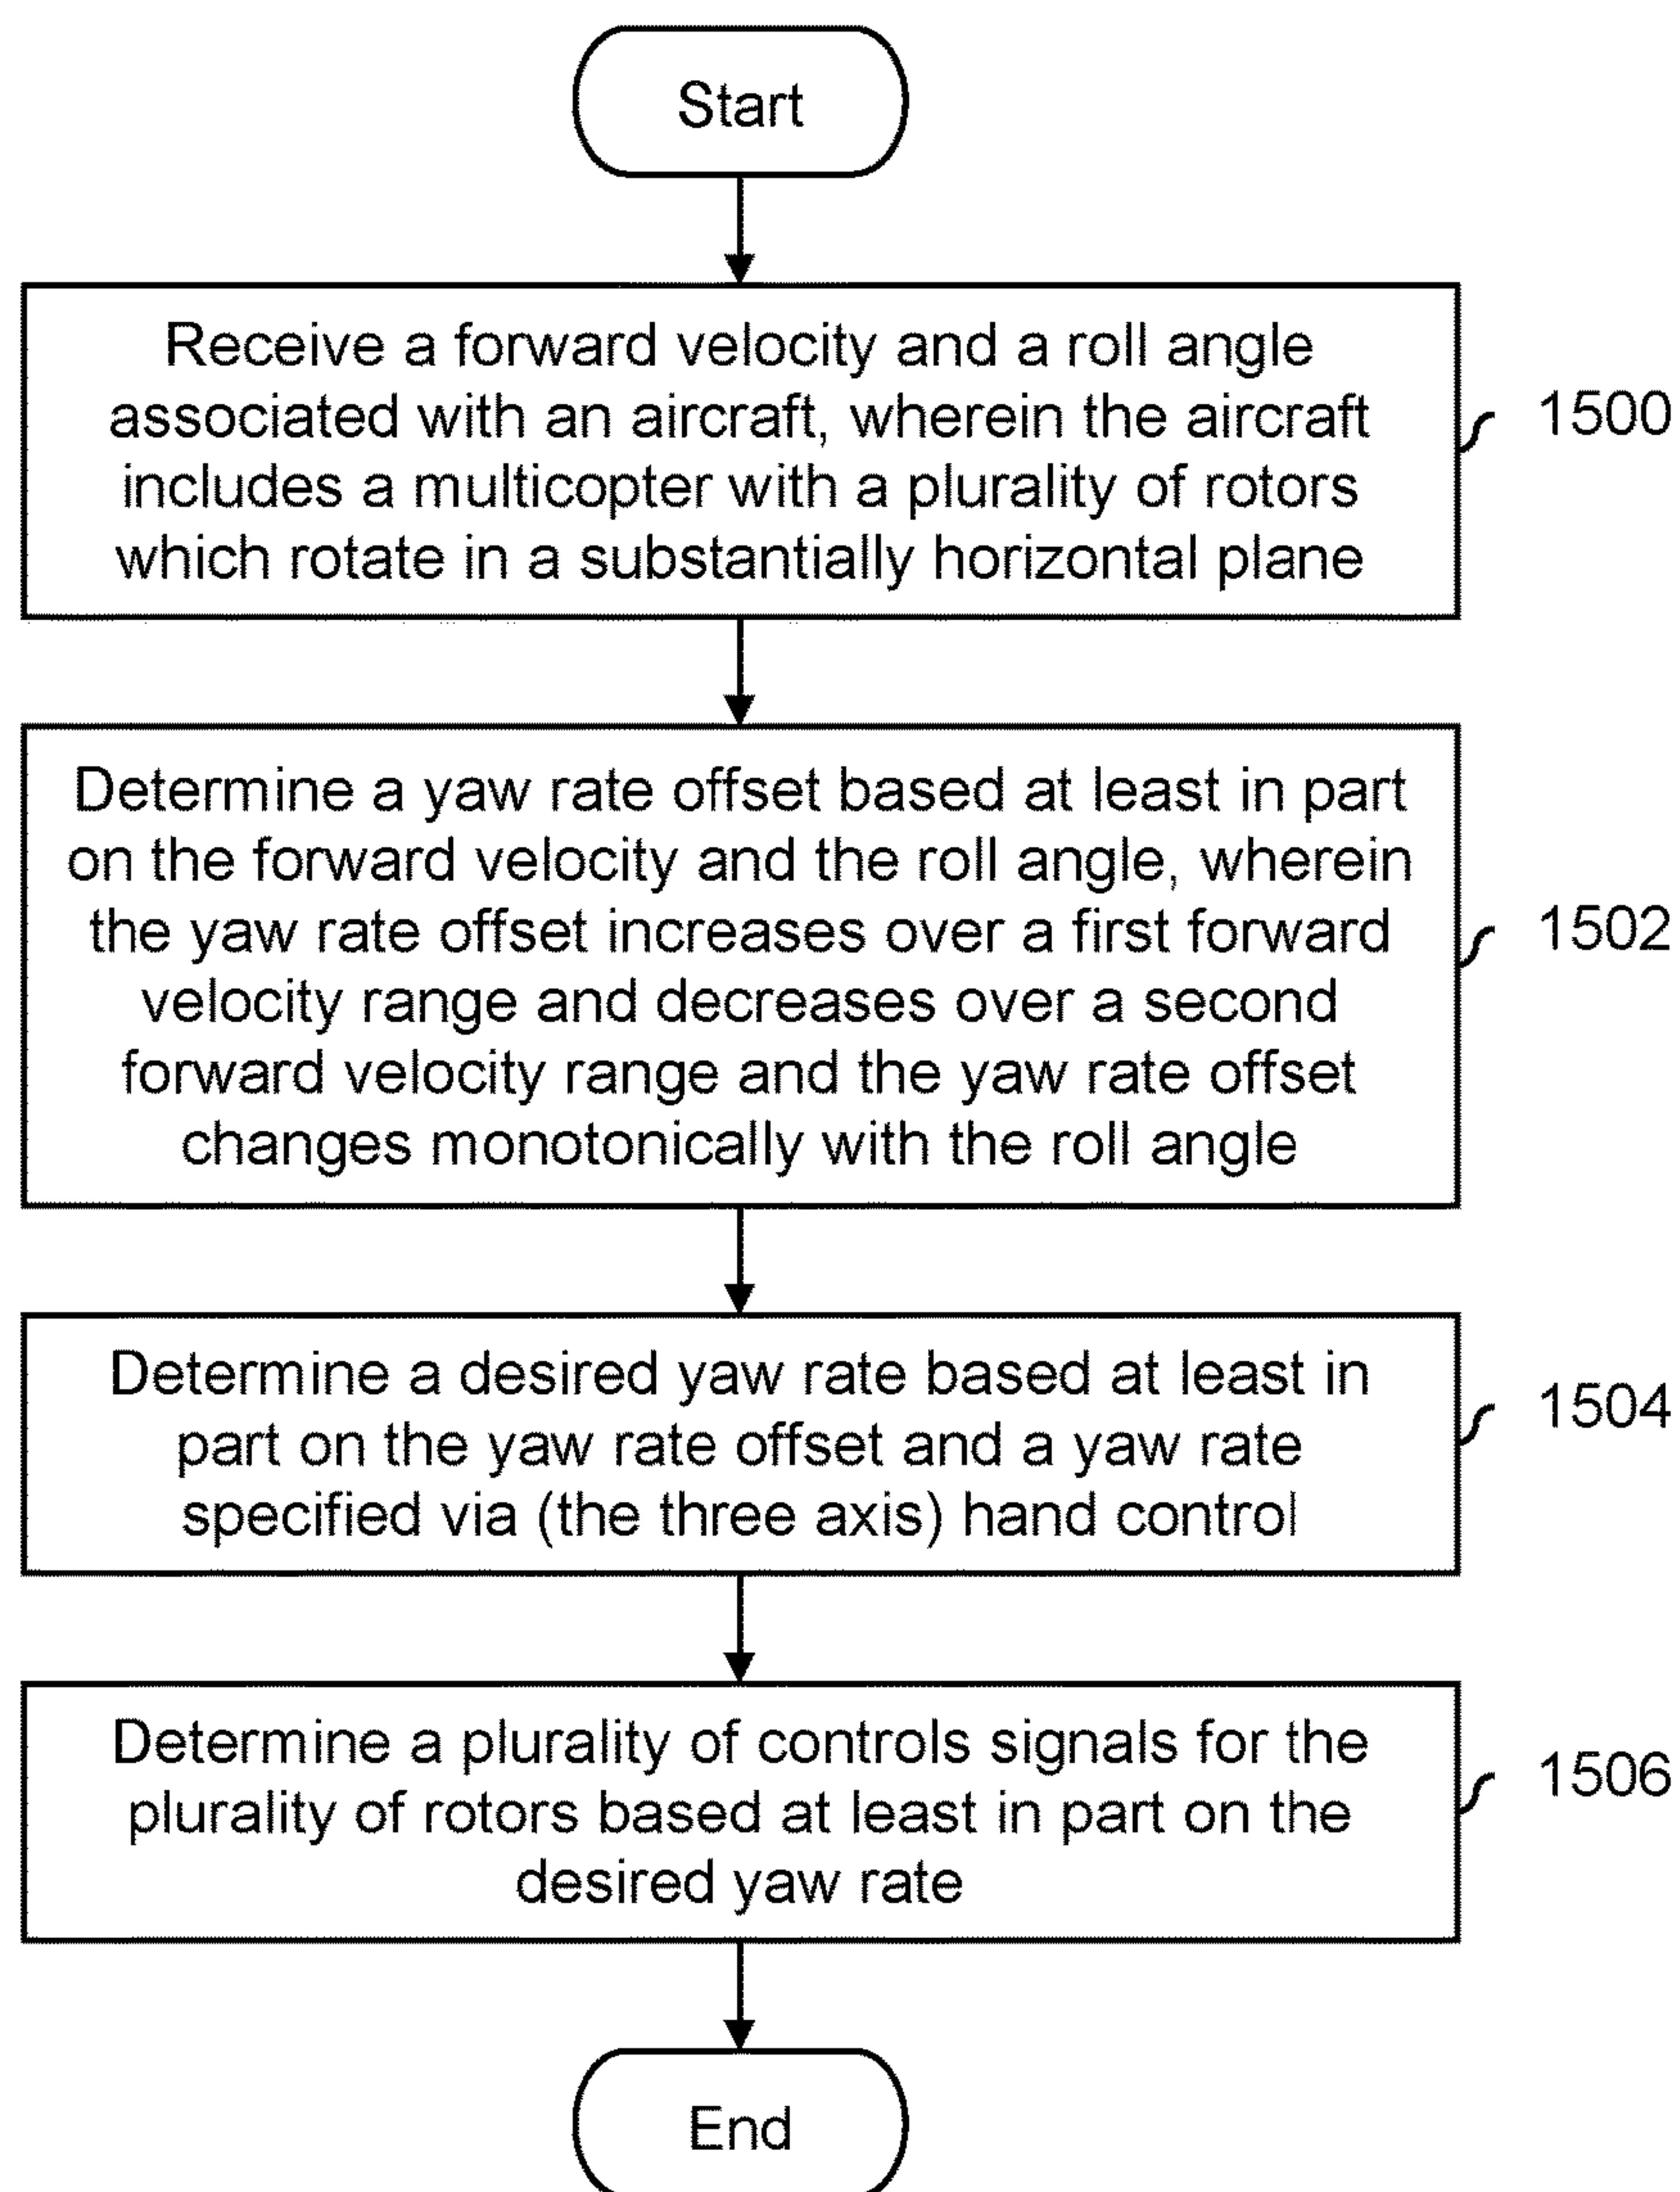 Start
Receive a forward velocity and a roll angle
associated with an aircraft, wherein the aircraft
includes a multicopter with a plurality of rotors
which rotate in a substantially horizontal plane
1500
Determine a yaw rate offset based at least in part
on the forward velocity and the roll angle, wherein
the yaw rate offset increases over a first forward
velocity range and decreases over a second
forward velocity range and the yaw rate offset
changes monotonically with the roll angle
1502
Determine a desired yaw rate based at least in
part on the yaw rate offset and a yaw rate
specified via (the three axis) hand control
1504
Determine a plurality of controls signals for the
plurality of rotors based at least in part on the
desired yaw rate
1506
End